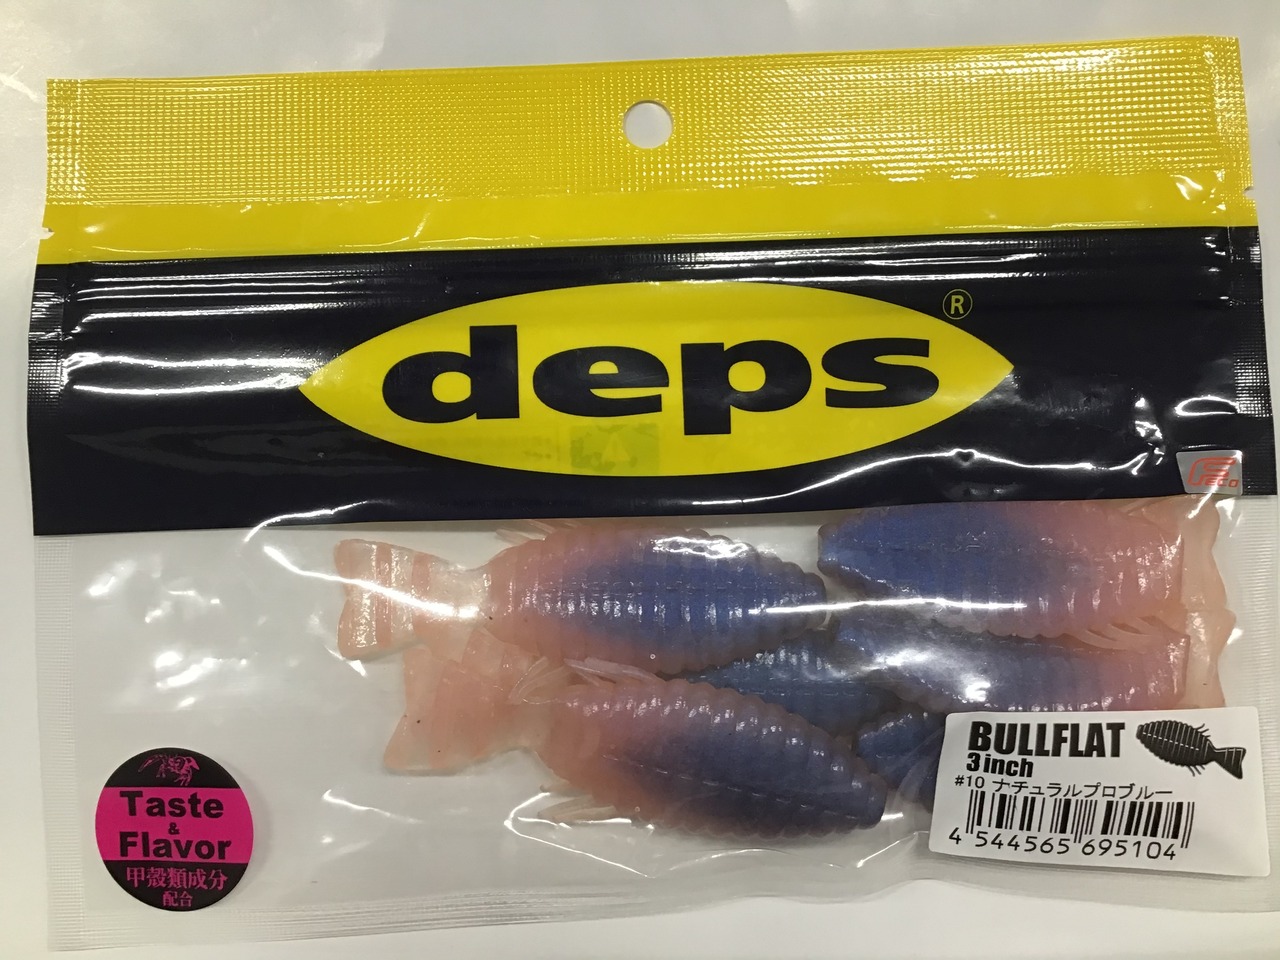 deps®
Feco
BULLFLAT
3inch
#10 ナチュラルプロブルー
4 544565 695104
Taste
&
Flavor
甲殻類成分
配合